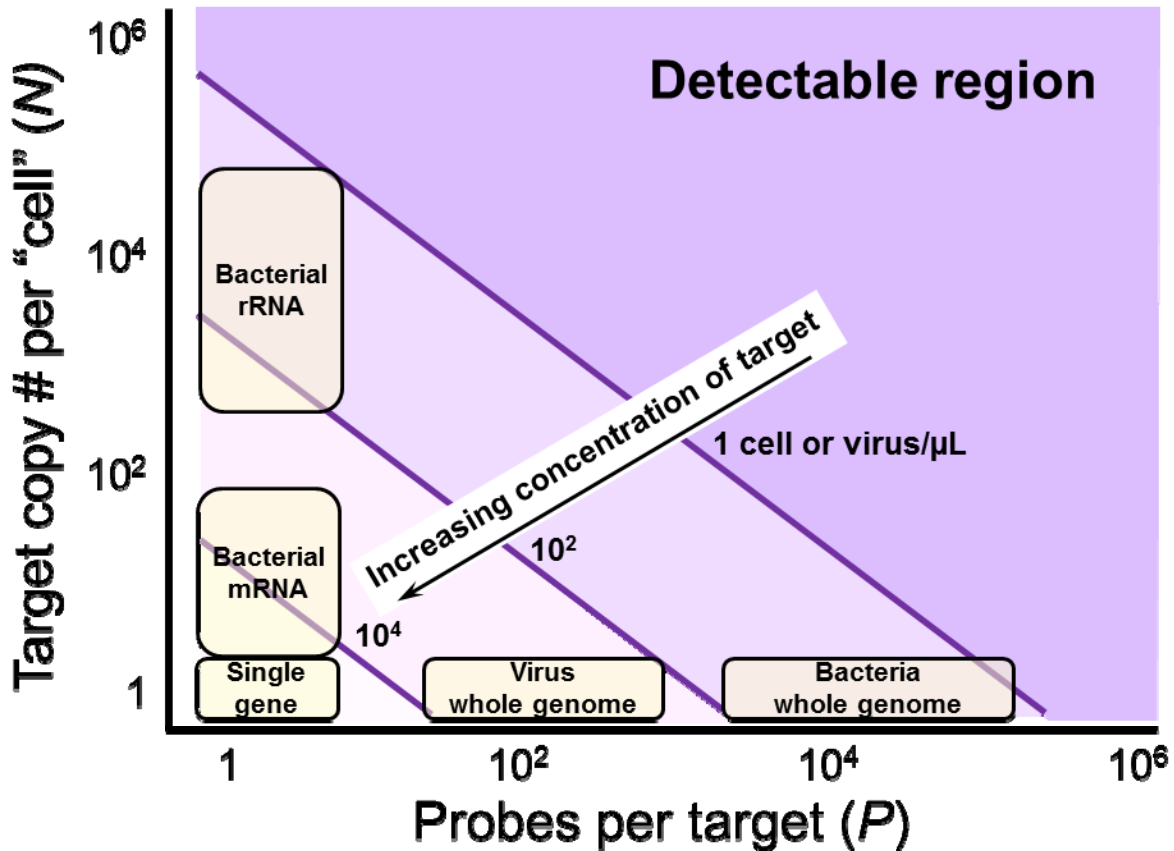 Target copy # per “cell” (N)
10⁶
10⁴
10²
1
Detectable region
Bacterial
rRNA
Increasing concentration of target
1 cell or virus/µL
10²
Bacterial
mRNA
10⁴
Single
gene
Virus
whole genome
Bacteria
whole genome
1
10²
10⁴
10⁶
Probes per target (P)